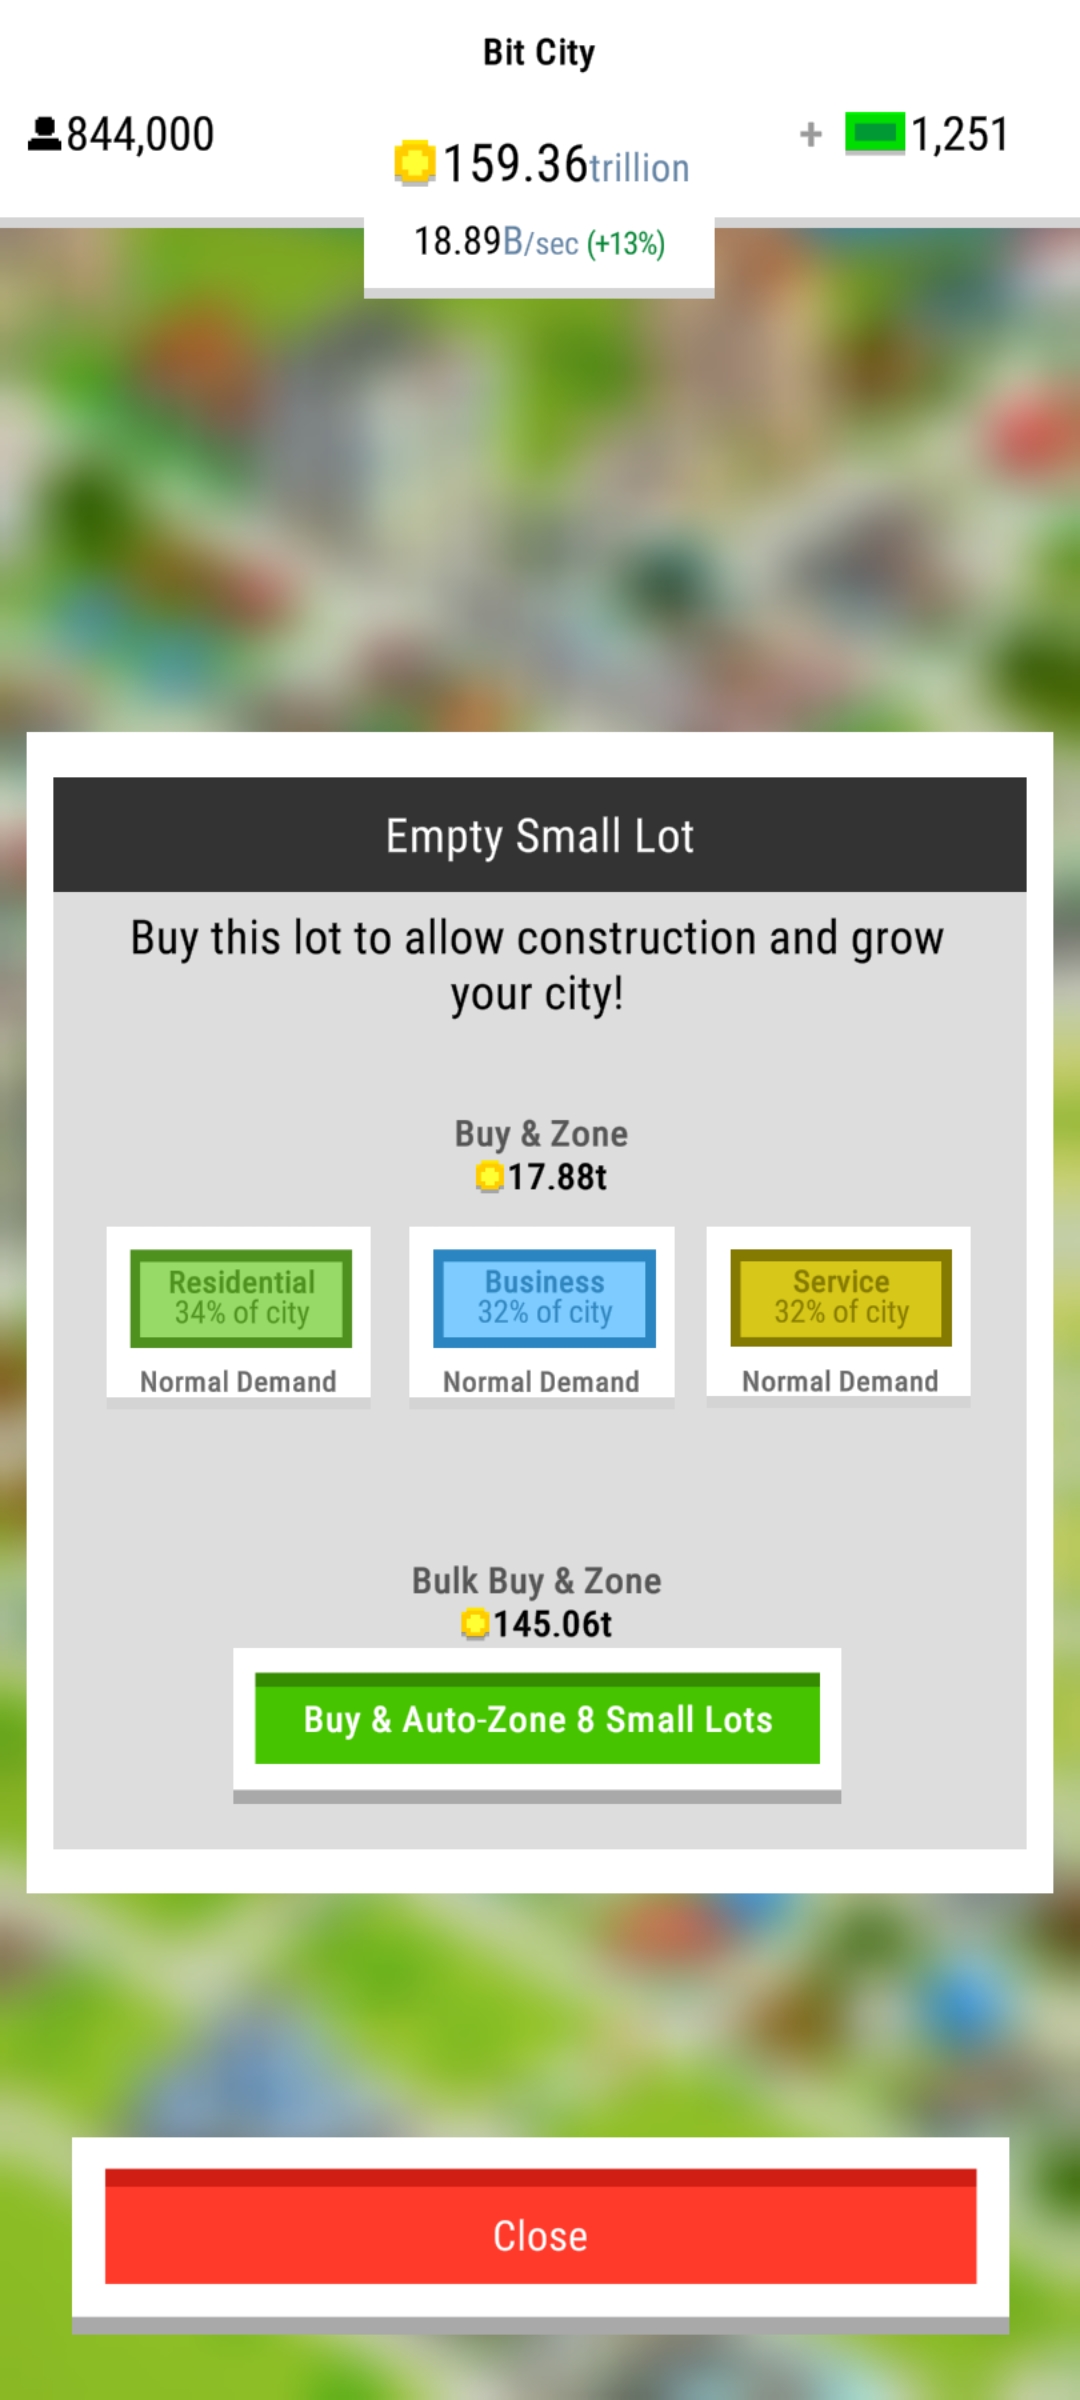 Bit City
844,000
+ 1,251
159.36trillion
18.89B/sec (+13%)
Empty Small Lot
Buy this lot to allow construction and grow
your city!
Buy & Zone
17.88t
Residential
34% of city
Normal Demand
Business
32% of city
Normal Demand
Service
32% of city
Normal Demand
Bulk Buy & Zone
145.06t
Buy & Auto-Zone 8 Small Lots
Close